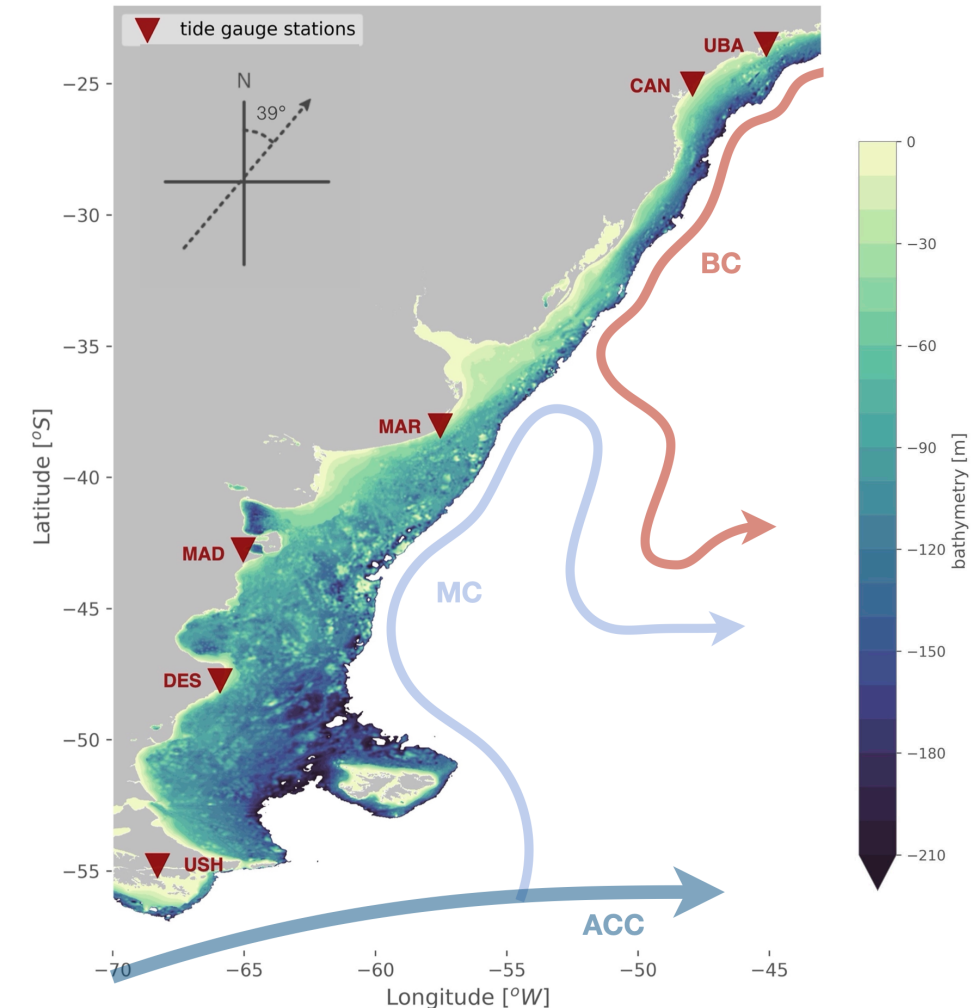 tide gauge stations
N
39°
UBA
CAN
BC
MAR
MAD
MC
DES
USH
ACC
−25
−30
−35
−40
−45
−50
−55
Latitude [°S]
−70
−65
−60
−55
−50
−45
Longitude [°W]
0
−30
−60
−90
−120
−150
−180
−210
bathymetry [m]